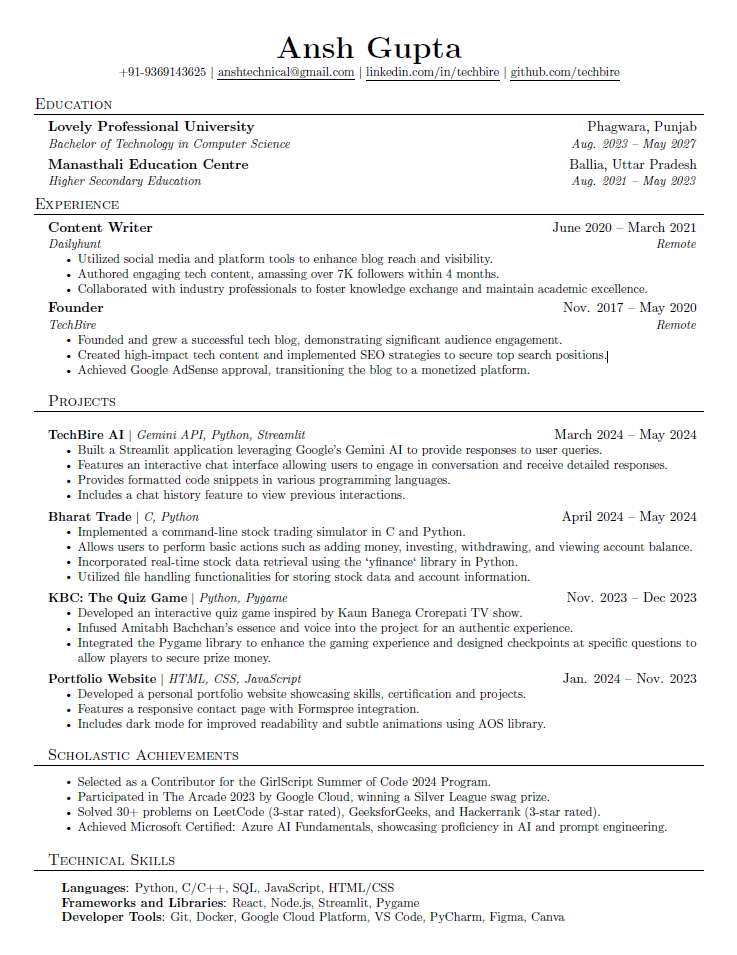 Ansh Gupta
+91-9369143625 | anshtechnical@gmail.com | linkedin.com/in/techbire | github.com/techbire
Education
Lovely Professional University Phagwara, Punjab
Bachelor of Technology in Computer Science Aug. 2023 – May 2027
Manasthali Education Centre Ballia, Uttar Pradesh
Higher Secondary Education Aug. 2021 – May 2023
Experience
Content Writer June 2020 – March 2021
Dailyhunt Remote
• Utilized social media and platform tools to enhance blog reach and visibility.
• Authored engaging tech content, amassing over 7K followers within 4 months.
• Collaborated with industry professionals to foster knowledge exchange and maintain academic excellence.
Founder Nov. 2017 – May 2020
TechBire Remote
• Founded and grew a successful tech blog, demonstrating significant audience engagement.
• Created high-impact tech content and implemented SEO strategies to secure top search positions.
• Achieved Google AdSense approval, transitioning the blog to a monetized platform.
Projects
TechBire AI | Gemini API, Python, Streamlit March 2024 – May 2024
• Built a Streamlit application leveraging Google's Gemini AI to provide responses to user queries.
• Features an interactive chat interface allowing users to engage in conversation and receive detailed responses.
• Provides formatted code snippets in various programming languages.
• Includes a chat history feature to view previous interactions.
Bharat Trade | C, Python April 2024 – May 2024
• Implemented a command-line stock trading simulator in C and Python.
• Allows users to perform basic actions such as adding money, investing, withdrawing, and viewing account balance.
• Incorporated real-time stock data retrieval using the ‘yfinance‘ library in Python.
• Utilized file handling functionalities for storing stock data and account information.
KBC: The Quiz Game | Python, Pygame Nov. 2023 – Dec 2023
• Developed an interactive quiz game inspired by Kaun Banega Crorepati TV show.
• Infused Amitabh Bachchan's essence and voice into the project for an authentic experience.
• Integrated the Pygame library to enhance the gaming experience and designed checkpoints at specific questions to
allow players to secure prize money.
Portfolio Website | HTML, CSS, JavaScript Jan. 2024 – Nov. 2023
• Developed a personal portfolio website showcasing skills, certification and projects.
• Features a responsive contact page with Formspree integration.
• Includes dark mode for improved readability and subtle animations using AOS library.
Scholastic Achievements
• Selected as a Contributor for the GirlScript Summer of Code 2024 Program.
• Participated in The Arcade 2023 by Google Cloud, winning a Silver League swag prize.
• Solved 30+ problems on LeetCode (3-star rated), GeeksforGeeks, and Hackerrank (3-star rated).
• Achieved Microsoft Certified: Azure AI Fundamentals, showcasing proficiency in AI and prompt engineering.
Technical Skills
Languages: Python, C/C++, SQL, JavaScript, HTML/CSS
Frameworks and Libraries: React, Node.js, Streamlit, Pygame
Developer Tools: Git, Docker, Google Cloud Platform, VS Code, PyCharm, Figma, Canva